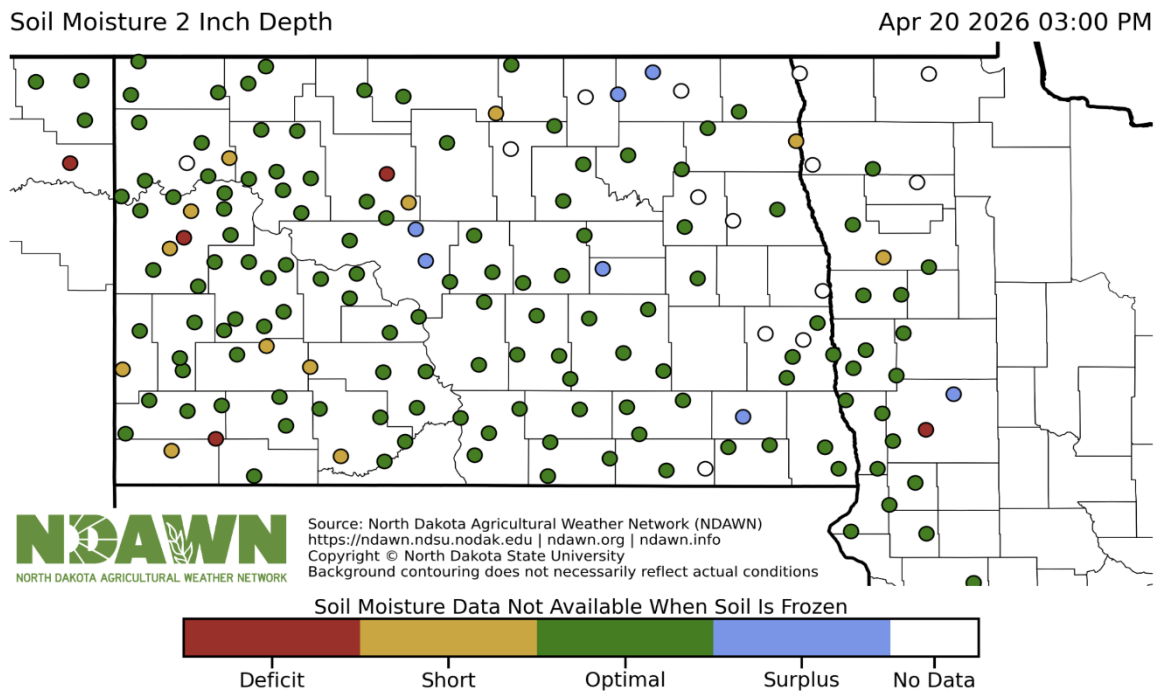 Soil Moisture 2 Inch Depth
Apr 20 2026 03:00 PM
NDAWN
NORTH DAKOTA AGRICULTURAL WEATHER NETWORK
Source: North Dakota Agricultural Weather Network (NDAWN)
https://ndawn.ndsu.nodak.edu | ndawn.org | ndawn.info
Copyright © North Dakota State University
Background contouring does not necessarily reflect actual conditions
Soil Moisture Data Not Available When Soil Is Frozen
Deficit
Short
Optimal
Surplus
No Data